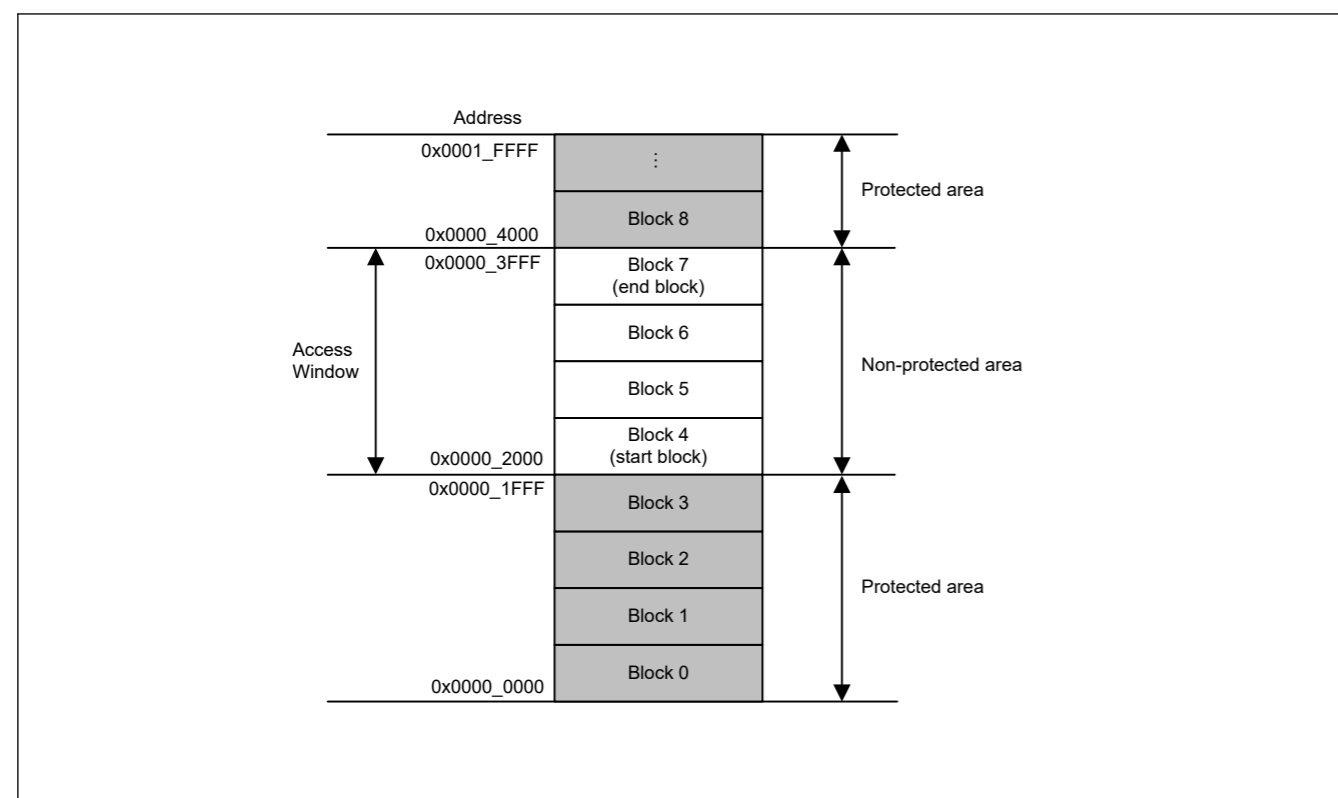 Address
0x0001_FFFF
⋮
Protected area
Block 8
0x0000_4000
0x0000_3FFF
Block 7
(end block)
Block 6
Access
Window
Non-protected area
Block 5
Block 4
(start block)
0x0000_2000
0x0000_1FFF
Block 3
Block 2
Protected area
Block 1
Block 0
0x0000_0000